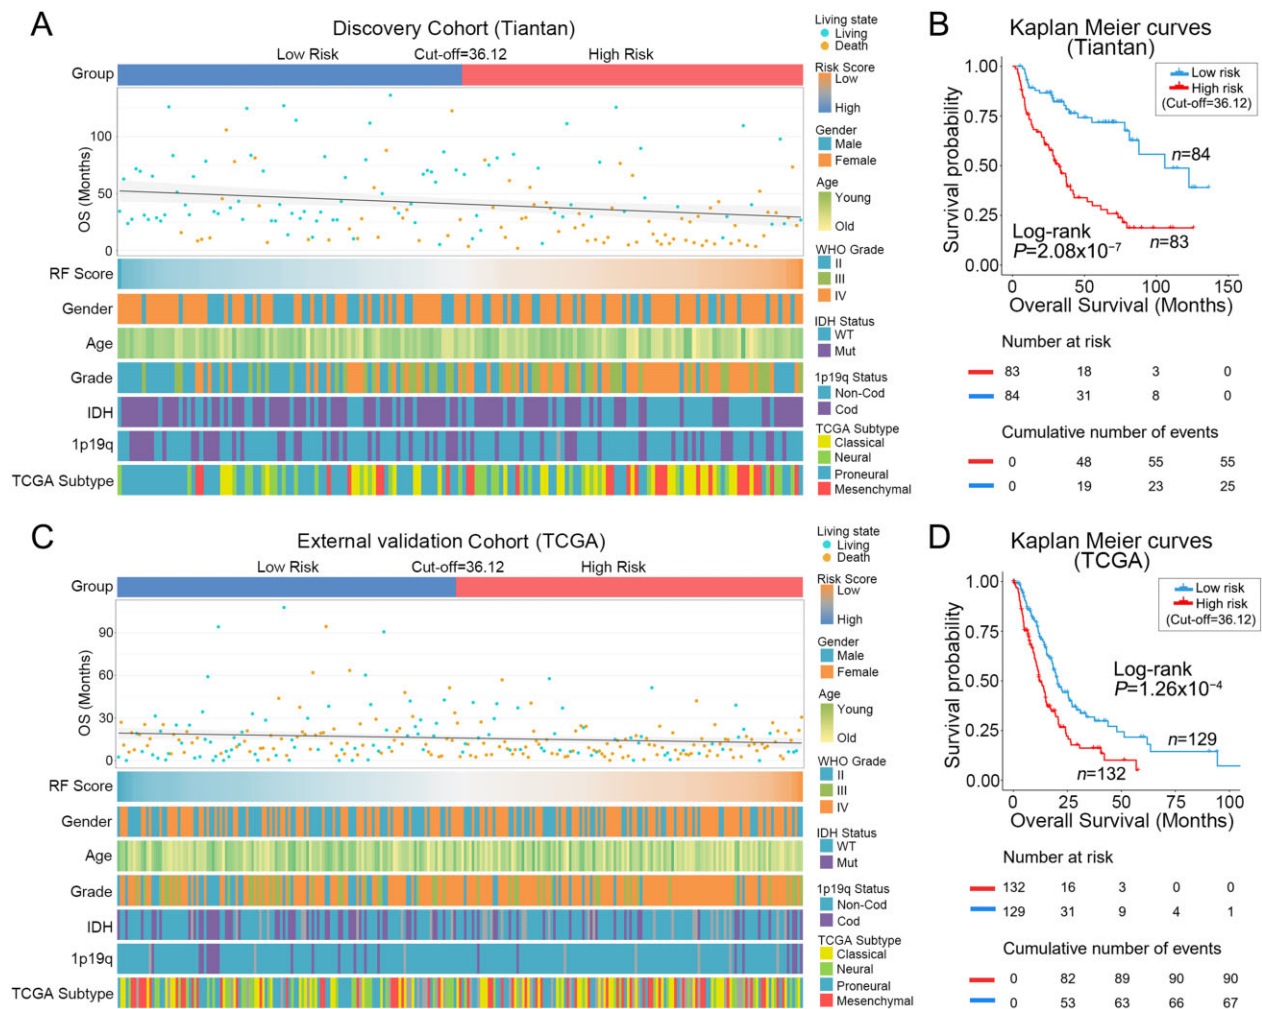 A
Discovery Cohort (Tiantan)
Low Risk
Cut-off=36.12
High Risk
Group
OS (Months)
100
50
0
RF Score
Gender
Age
Grade
IDH
1p19q
TCGA Subtype
Living state
Living
Death
Risk Score
Low
High
Gender
Male
Female
Age
Young
Old
WHO Grade
II
III
IV
IDH Status
WT
Mut
1p19q Status
Non-Cod
Cod
TCGA Subtype
Classical
Neural
Proneural
Mesenchymal
B
Kaplan Meier curves
(Tiantan)
Survival probability
1.00
0.75
0.50
0.25
0.00
Low risk
High risk
(Cut-off=36.12)
n=84
n=83
Log-rank
P=2.08x10⁻⁷
0 50 100 150
Overall Survival (Months)
Number at risk
83 18 3 0
84 31 8 0
Cumulative number of events
0 48 55 55
0 19 23 25
C
External validation Cohort (TCGA)
Low Risk
Cut-off=36.12
High Risk
Group
OS (Months)
90
60
30
0
RF Score
Gender
Age
Grade
IDH
1p19q
TCGA Subtype
Living state
Living
Death
Risk Score
Low
High
Gender
Male
Female
Age
Young
Old
WHO Grade
II
III
IV
IDH Status
WT
Mut
1p19q Status
Non-Cod
Cod
TCGA Subtype
Classical
Neural
Proneural
Mesenchymal
D
Kaplan Meier curves
(TCGA)
Survival probability
1.00
0.75
0.50
0.25
0.00
Low risk
High risk
(Cut-off=36.12)
Log-rank
P=1.26x10⁻⁴
n=129
n=132
0 25 50 75 100
Overall Survival (Months)
Number at risk
132 16 3 0 0
129 31 9 4 1
Cumulative number of events
0 82 89 90 90
0 53 63 66 67